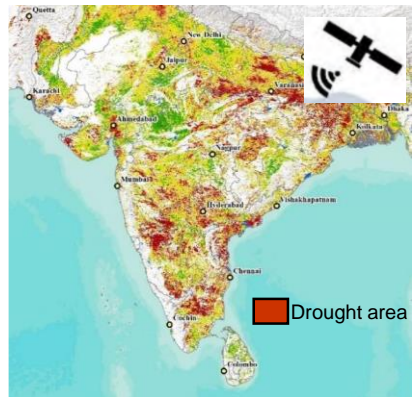 Quetta
New Delhi
Jaipur
Karachi
Varanasi
Dhaka
Ahmedabad
Kolkata
Nagpur
Mumbai
Hyderabad
Vishakhapatnam
Chennai
Drought area
Cochin
Colombo